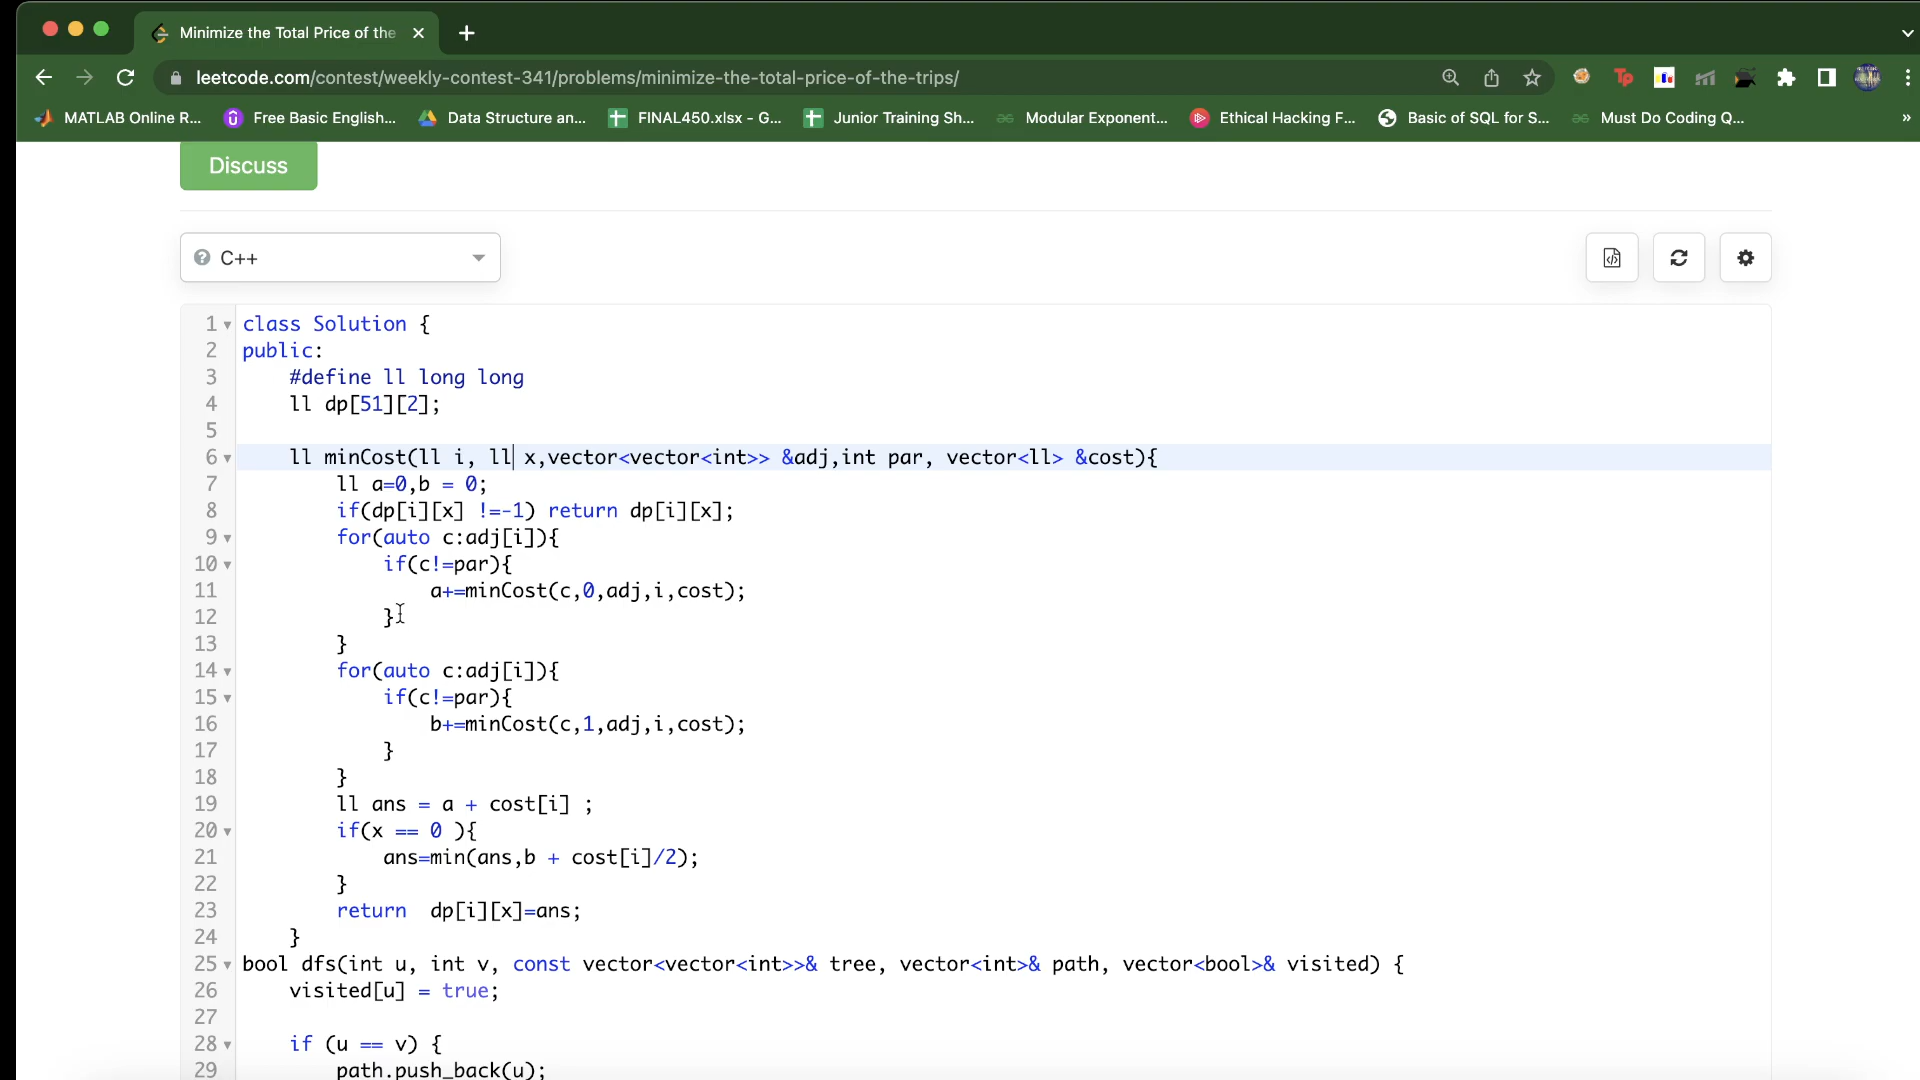 Minimize the Total Price of the
leetcode.com/contest/weekly-contest-341/problems/minimize-the-total-price-of-the-trips/
MATLAB Online R... Free Basic English... Data Structure an... FINAL450.xlsx - G... Junior Training Sh... Modular Exponent... Ethical Hacking F... Basic of SQL for S... Must Do Coding Q... »
Discuss
C++
1 class Solution {
2 public:
3 #define ll long long
4 ll dp[51][2];
5
6 ll minCost(ll i, ll x,vector<vector<int>> &adj,int par, vector<ll> &cost){
7 ll a=0,b = 0;
8 if(dp[i][x] !=-1) return dp[i][x];
9 for(auto c:adj[i]){
10 if(c!=par){
11 a+=minCost(c,0,adj,i,cost);
12 }
13 }
14 for(auto c:adj[i]){
15 if(c!=par){
16 b+=minCost(c,1,adj,i,cost);
17 }
18 }
19 ll ans = a + cost[i] ;
20 if(x == 0 ){
21 ans=min(ans,b + cost[i]/2);
22 }
23 return dp[i][x]=ans;
24 }
25 bool dfs(int u, int v, const vector<vector<int>>& tree, vector<int>& path, vector<bool>& visited) {
26 visited[u] = true;
27
28 if (u == v) {
29 path.push_back(u);